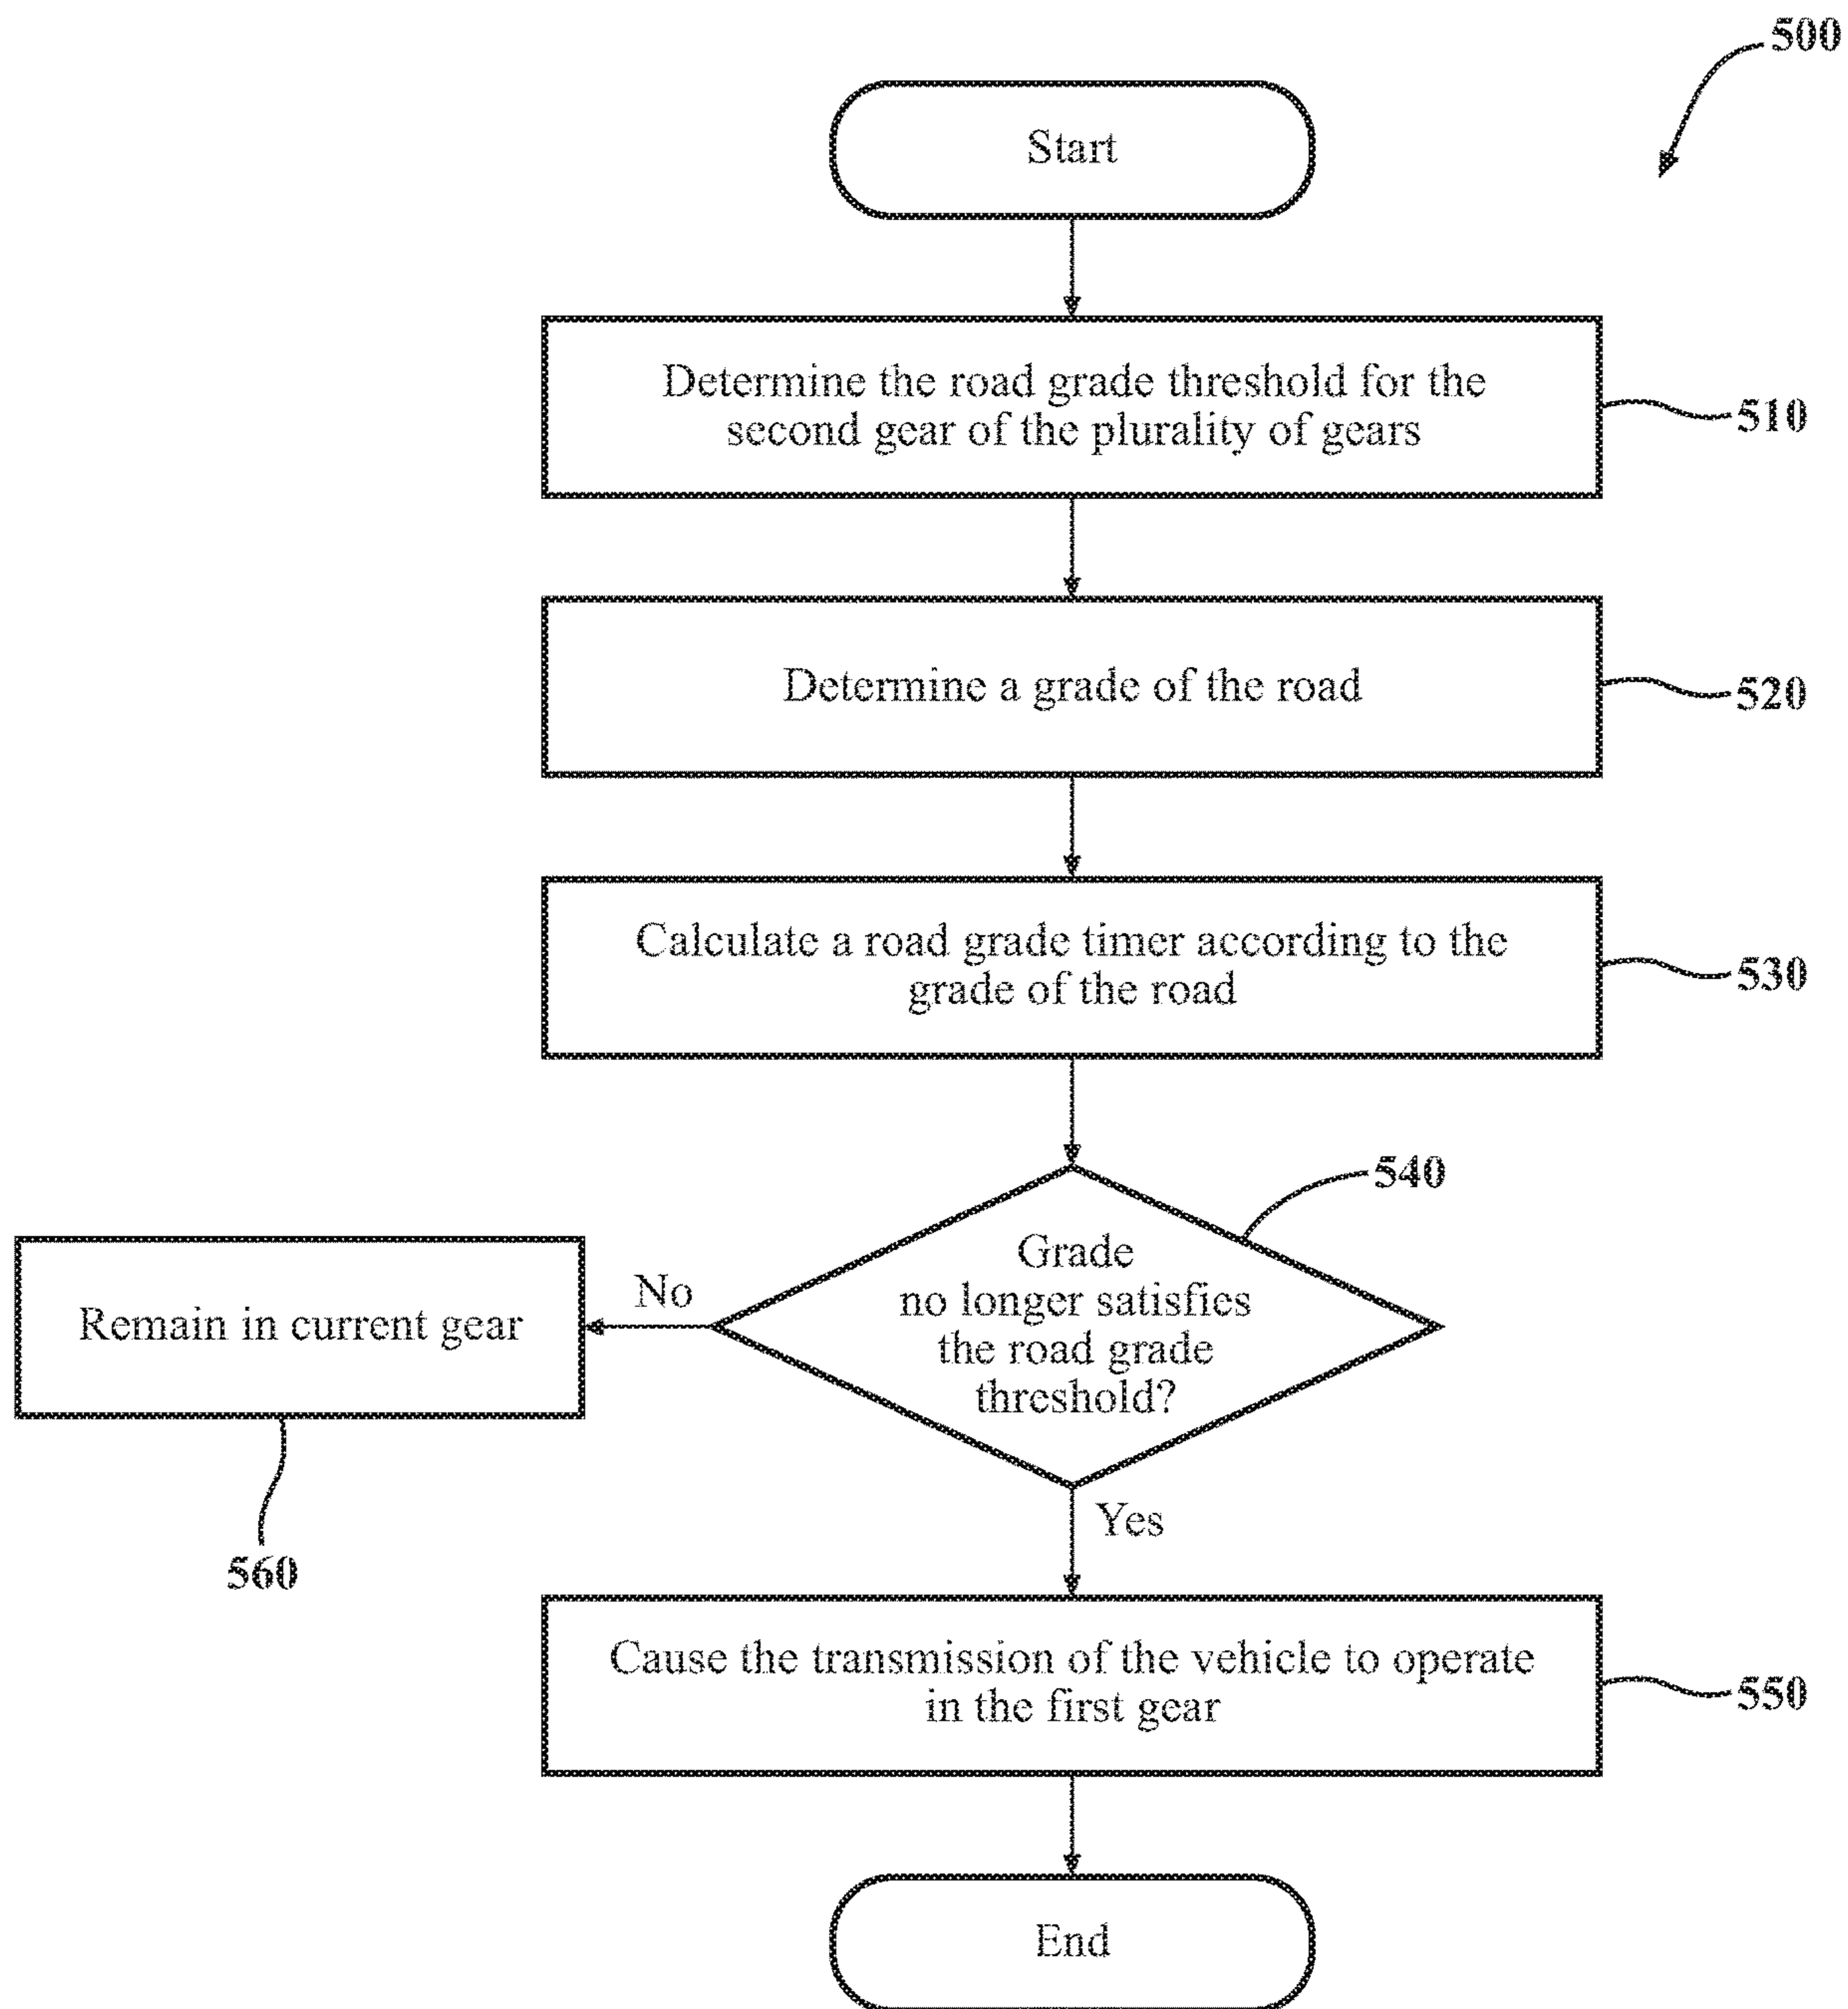 500
Start
Determine the road grade threshold for the
second gear of the plurality of gears
510
Determine a grade of the road
520
Calculate a road grade timer according to the
grade of the road
530
540
Grade
no longer satisfies
the road grade
threshold?
No
Remain in current gear
560
Yes
Cause the transmission of the vehicle to operate
in the first gear
550
End